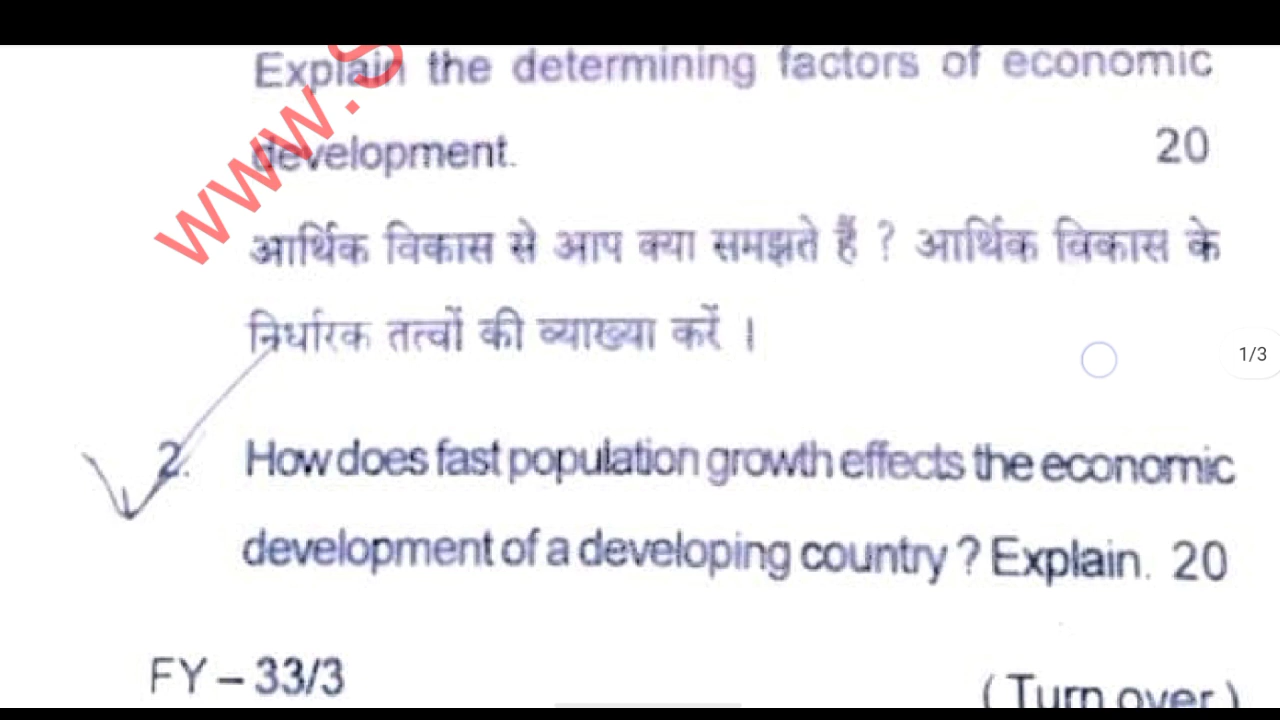 Explain the determining factors of economic
development. 20
आर्थिक विकास से आप क्या समझते हैं ? आर्थिक विकास के
निर्धारक तत्वों की व्याख्या करें ।
2. How does fast population growth effects the economic
development of a developing country ? Explain. 20
FY – 33/3
( Turn over )
www.S
1/3